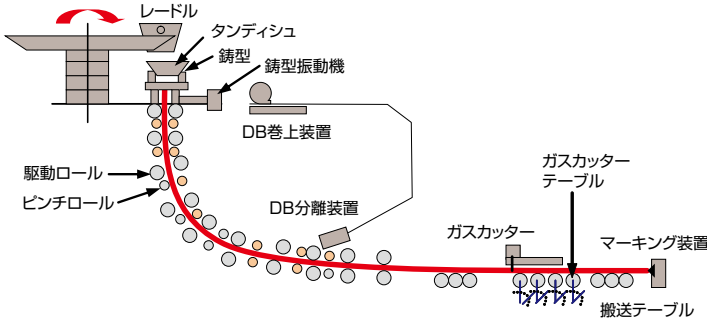 レードル
タンディシュ
鋳型
鋳型振動機
DB巻上装置
駆動ロール
ピンチロール
DB分離装置
ガスカッター
テーブル
ガスカッター
マーキング装置
搬送テーブル